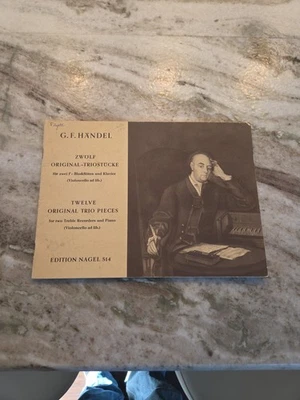 G. F. HÄNDEL
ZWÖLF
ORIGINAL-TRIOSTÜCKE
für zwei F-Blockflöten und Klavier
(Violoncello ad lib.)
TWELVE
ORIGINAL TRIO PIECES
for two Treble Recorders and Piano
(Violoncello ad lib.)
EDITION NAGEL 514